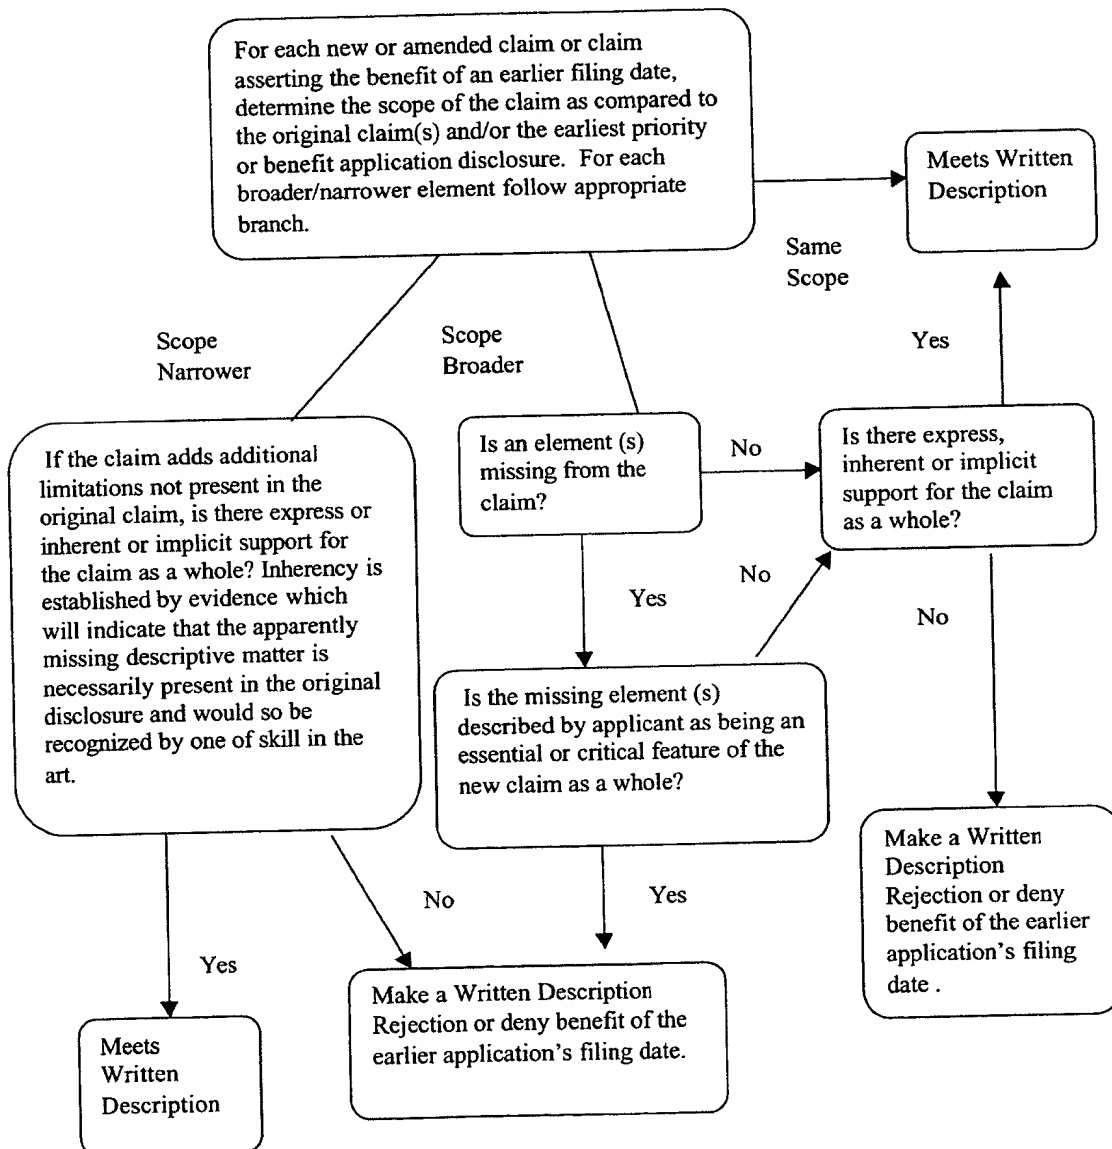 For each new or amended claim or claim
asserting the benefit of an earlier filing date,
determine the scope of the claim as compared to
the original claim(s) and/or the earliest priority
or benefit application disclosure. For each
broader/narrower element follow appropriate
branch.
Meets Written
Description
Same
Scope
Scope
Narrower
Scope
Broader
Yes
If the claim adds additional
limitations not present in the
original claim, is there express or
inherent or implicit support for
the claim as a whole? Inherency is
established by evidence which
will indicate that the apparently
missing descriptive matter is
necessarily present in the original
disclosure and would so be
recognized by one of skill in the
art.
Is an element (s)
missing from the
claim?
No
Is there express,
inherent or implicit
support for the claim
as a whole?
Yes
No
No
Is the missing element (s)
described by applicant as being an
essential or critical feature of the
new claim as a whole?
Make a Written
Description
Rejection or deny
benefit of the earlier
application's filing
date .
No
Yes
Yes
Make a Written Description
Rejection or deny benefit of the
earlier application's filing date.
Meets
Written
Description